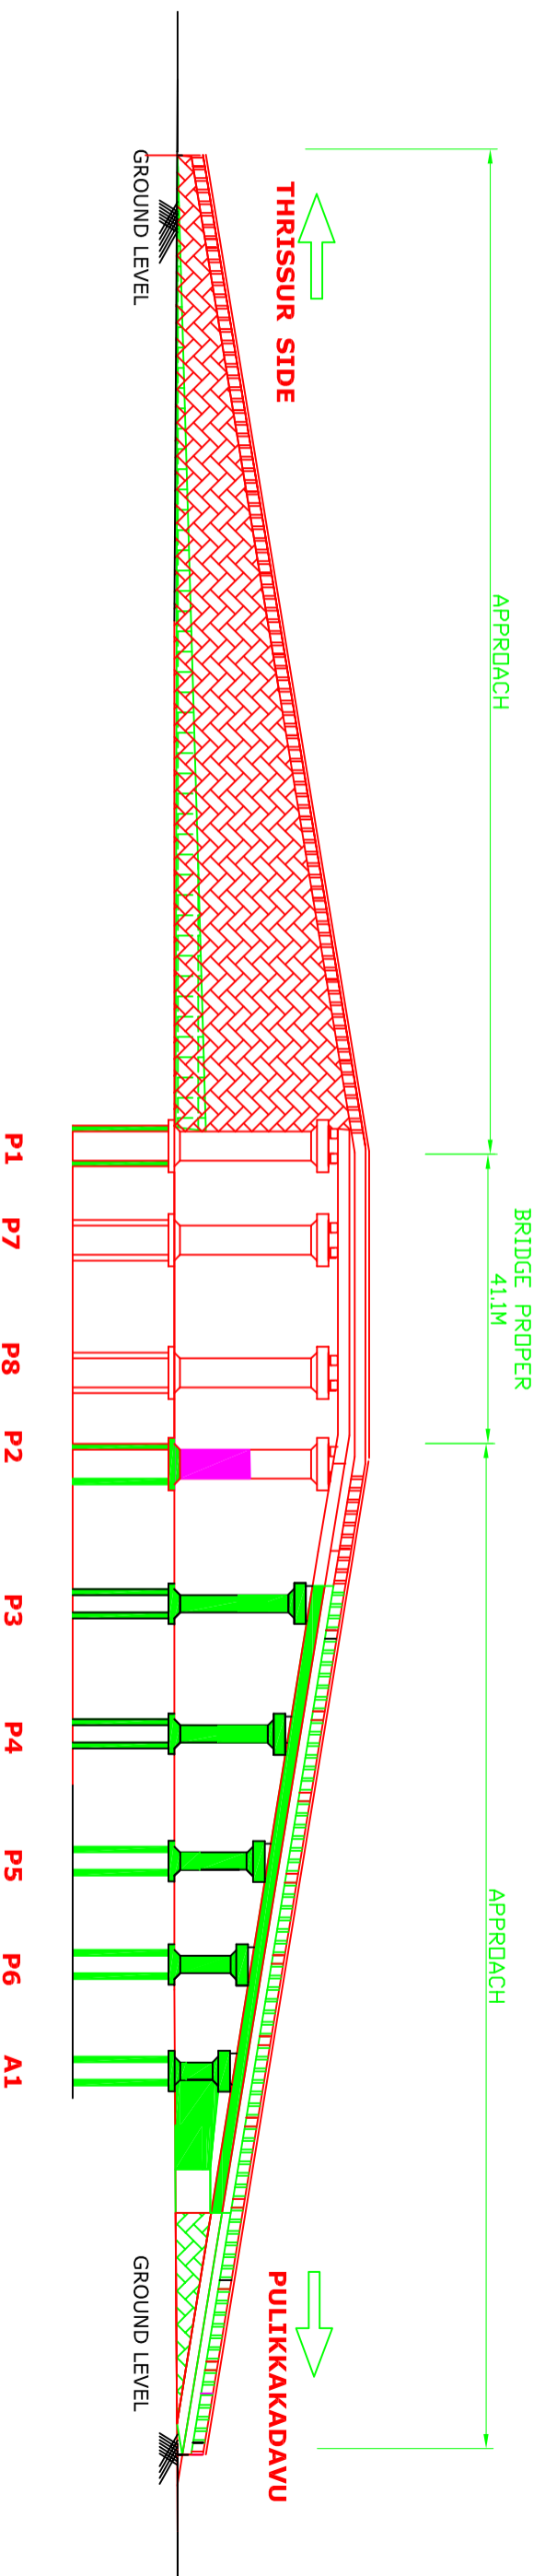 THRISSUR SIDE
GROUND LEVEL
APPROACH
BRIDGE PROPER
41.1M
APPROACH
P1
P7
P8
P2
P3
P4
P5
P6
A1
PULIKKAKADAVU
GROUND LEVEL